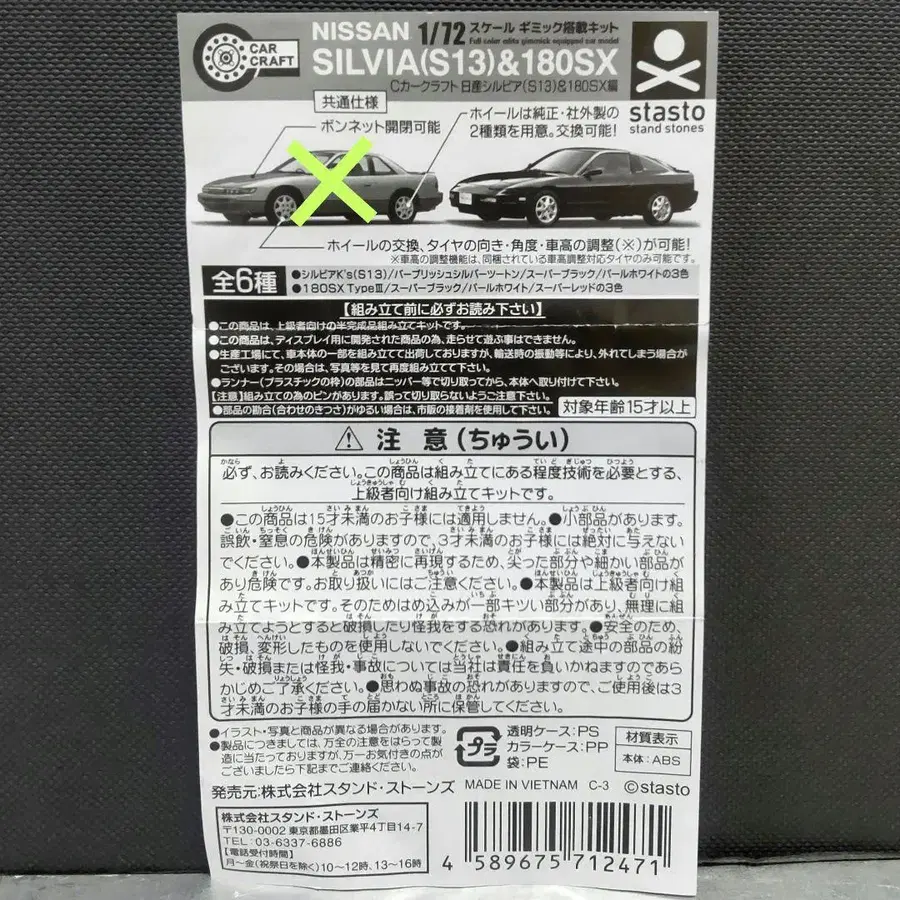 CAR CRAFT
NISSAN 1/72 スケール ギミック搭載キット
Full color edits gimmick equipped car model
SILVIA(S13)&180SX
Cカークラフト 日産シルビア(S13)&180SX編
stasto
stand stones
共通仕様
ボンネット開閉可能
ホイールは純正・社外製の
2種類を用意。交換可能!
ホイールの交換、タイヤの向き・角度・車高の調整(※)が可能!
※車高の調整機能は、同梱されている車高調整対応タイヤのみ可能です。
全6種
●シルビアK's(S13)/パープリッシュシルバーツートン/スーパーブラック/パールホワイトの3色
●180SX TypeⅢ/スーパーブラック/パールホワイト/スーパーレッドの3色
【組み立て前に必ずお読み下さい】
●この商品は、上級者向けの半完成品組み立てキットです。
●この商品は、ディスプレイ用に開発された商品の為、走らせて遊ぶ事はできません。
●生産工場にて、車本体の一部を組み立てて出荷しておりますが、輸送時の振動等により、外れてしまう場合が
ございます。その場合は、写真等を見て再度組み立てて下さい。
●ランナー(プラスチックの枠)の部品はニッパー等で切り取ってから、本体へ取り付けて下さい。
【注意】組み立ての為のピンがあります。誤って切り取らないようご注意下さい。
●部品の勘合(合わせのきつさ)がゆるい場合は、市販の接着剤を使用して下さい。
対象年齢15才以上
⚠ 注 意(ちゅうい)
必ず、お読みください。この商品は組み立てにある程度技術を必要とする、
上級者向け組み立てキットです。
●この商品は15才未満のお子様には適用しません。●小部品があります。
誤飲・窒息の危険がありますので、3才未満のお子様には絶対に与えない
でください。●本製品は精密に再現するため、尖った部分や細かい部品が
あり危険です。お取り扱いにはご注意ください。●本製品は上級者向け組
み立てキットです。そのためはめ込みが一部キツい部分があり、無理に組
み立てようとすると破損したり怪我をする恐れがあります。●安全のため、
破損、変形したものを使用しないでください。●組み立て途中の部品の紛
失・破損または怪我・事故については当社は責任を負いかねますのであら
かじめご了承ください。●思わぬ事故の恐れがありますので、ご使用後は3
才未満のお子様の手の届かない所に保管してください。
●イラスト・写真と商品が異なる場合があります。
●製品につきましては、万全の注意をはらって製
造に当たっておりますが、万一お気付きの点が
ございましたら下記までご連絡ください。
プラ
透明ケース:PS
カラーケース:PP
袋:PE
材質表示
本体:ABS
発売元:株式会社スタンド・ストーンズ
MADE IN VIETNAM C-3 ©stasto
株式会社スタンド・ストーンズ
〒130-0002 東京都墨田区業平4丁目14-7
TEL 03-6337-6886
【電話受付時間】
月〜金(祝祭日を除く)10〜12時、13〜16時
4 589675 712471